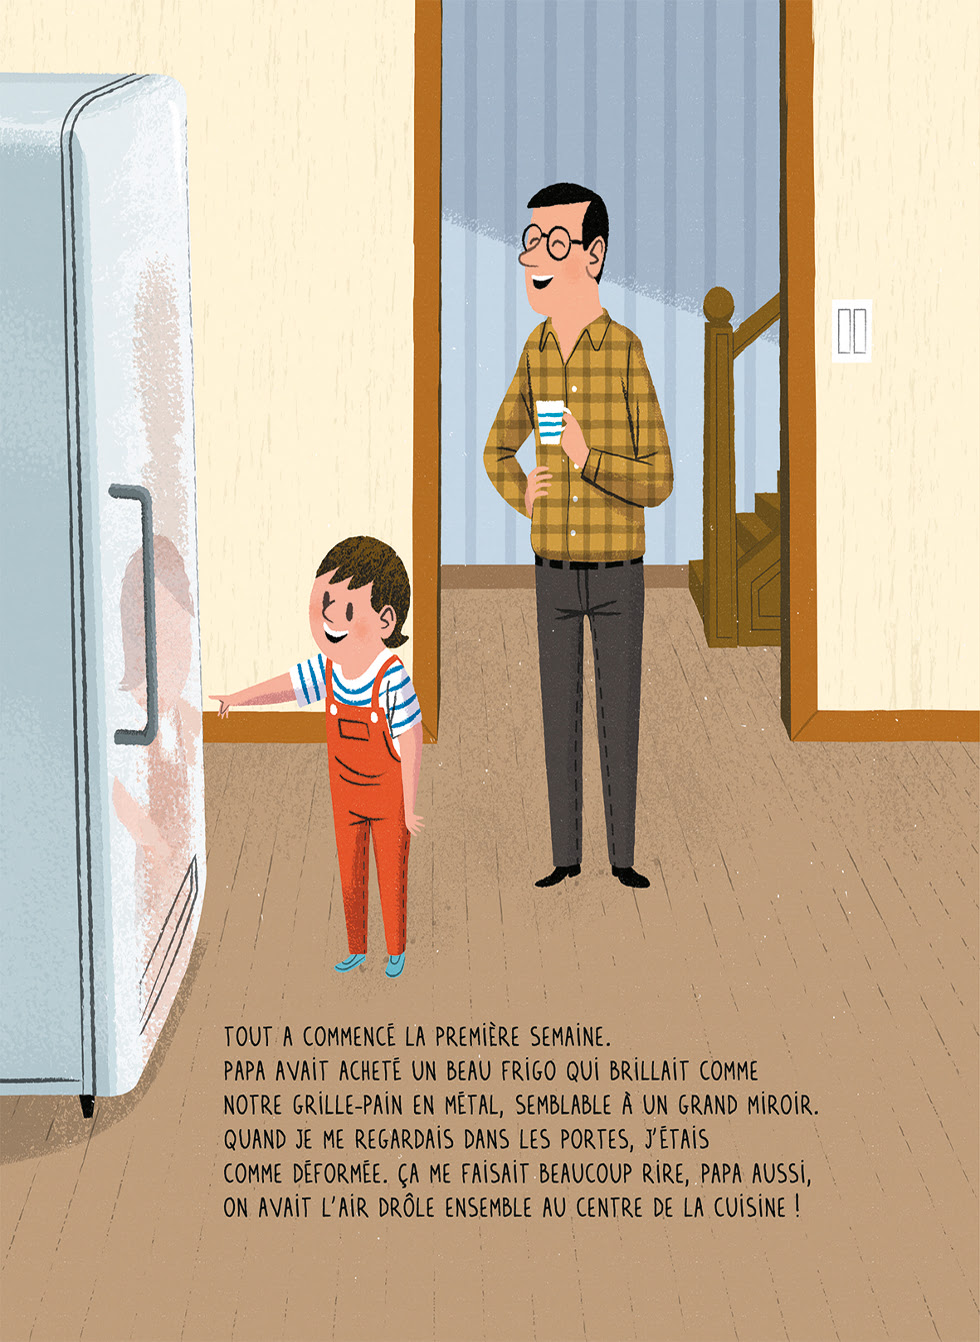 TOUT A COMMENCÉ LA PREMIÈRE SEMAINE.
PAPA AVAIT ACHETÉ UN BEAU FRIGO QUI BRILLAIT COMME
NOTRE GRILLE-PAIN EN MÉTAL, SEMBLABLE À UN GRAND MIROIR.
QUAND JE ME REGARDAIS DANS LES PORTES, J'ÉTAIS
COMME DÉFORMÉE. ÇA ME FAISAIT BEAUCOUP RIRE, PAPA AUSSI,
ON AVAIT L'AIR DRÔLE ENSEMBLE AU CENTRE DE LA CUISINE !